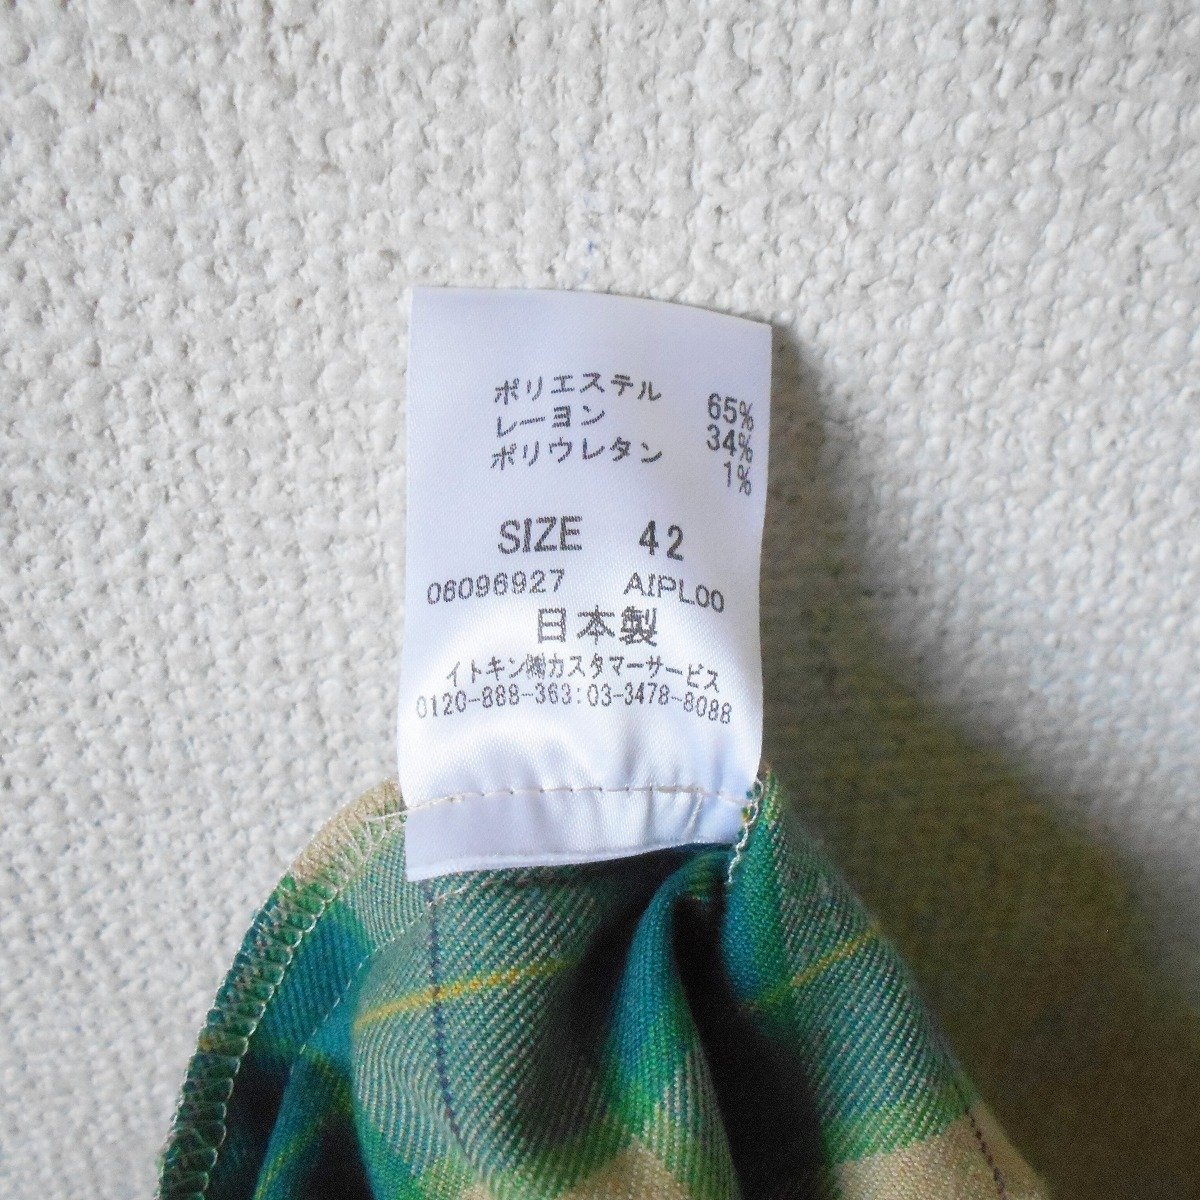 ポリエステル 65%
レーヨン 34%
ポリウレタン 1%
SIZE 42
06096927 AIPL00
日本製
イトキン㈱カスタマーサービス
0120-888-363:03-3478-8088